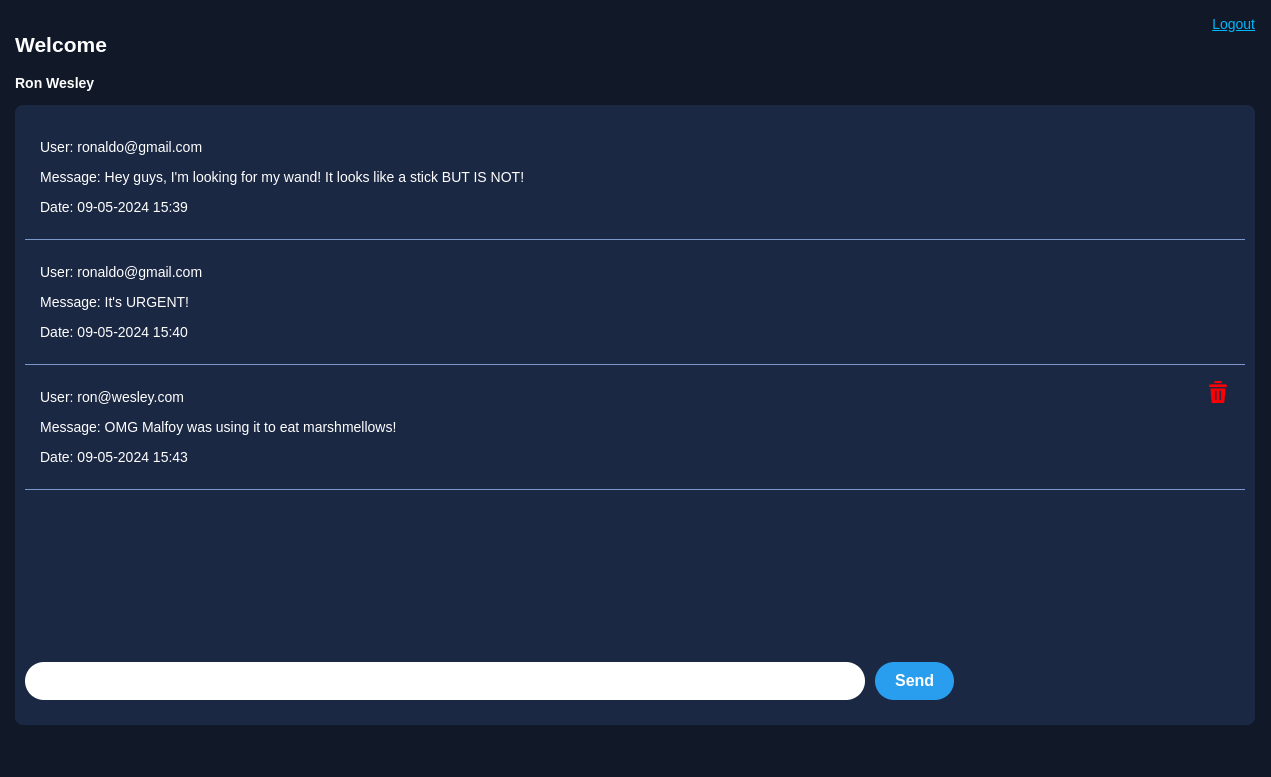 Logout
Welcome
Ron Wesley
User: ronaldo@gmail.com
Message: Hey guys, I'm looking for my wand! It looks like a stick BUT IS NOT!
Date: 09-05-2024 15:39
User: ronaldo@gmail.com
Message: It's URGENT!
Date: 09-05-2024 15:40
User: ron@wesley.com
Message: OMG Malfoy was using it to eat marshmellows!
Date: 09-05-2024 15:43
Send